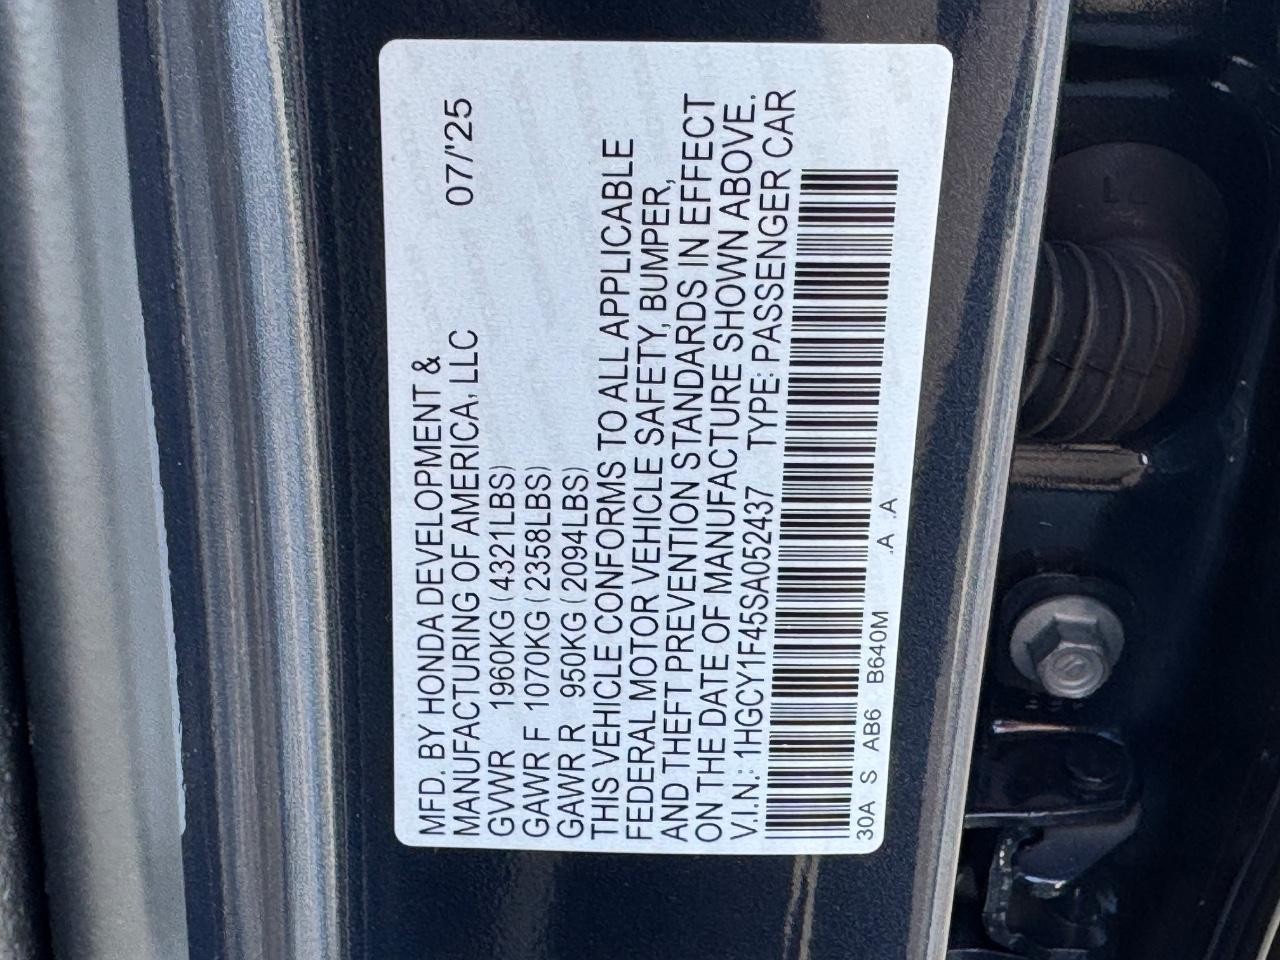 MFD. BY HONDA DEVELOPMENT &
MANUFACTURING OF AMERICA, LLC 07/'25
GVWR 1960KG (4321LBS)
GAWR F 1070KG (2358LBS)
GAWR R 950KG (2094LBS)
THIS VEHICLE CONFORMS TO ALL APPLICABLE
FEDERAL MOTOR VEHICLE SAFETY, BUMPER,
AND THEFT PREVENTION STANDARDS IN EFFECT
ON THE DATE OF MANUFACTURE SHOWN ABOVE.
V.I.N.: 1HGCY1F45SA052437 TYPE: PASSENGER CAR
30A S AB6 B640M .A .A